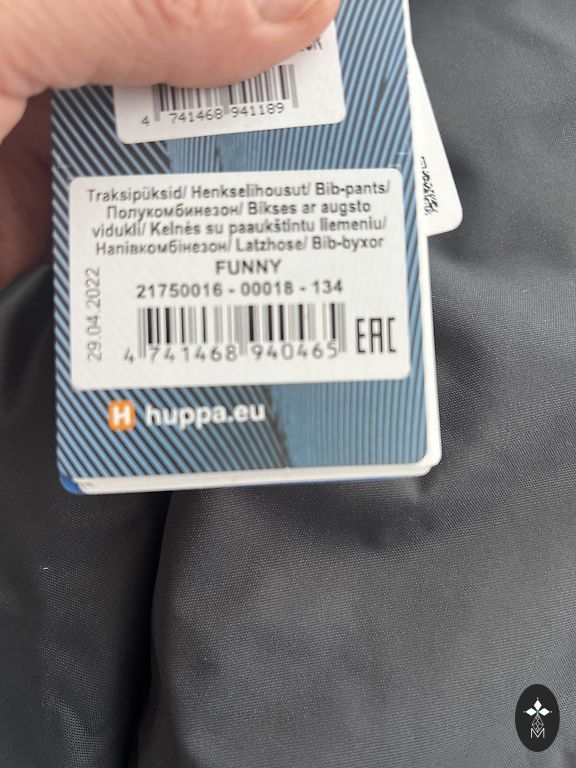 4 741468 941189
Traksipüksid/ Henkselihousut/ Bib-pants/
Полукомбинезон/ Bikses ar augsto
vidukli/ Kelnės su paaukštintu liemeniu/
Напівкомбінезон/ Latzhose/ Bib-byxor
FUNNY
21750016 - 00018 - 134
29.04.2022
4 741468 940465
EAC
H huppa.eu
M